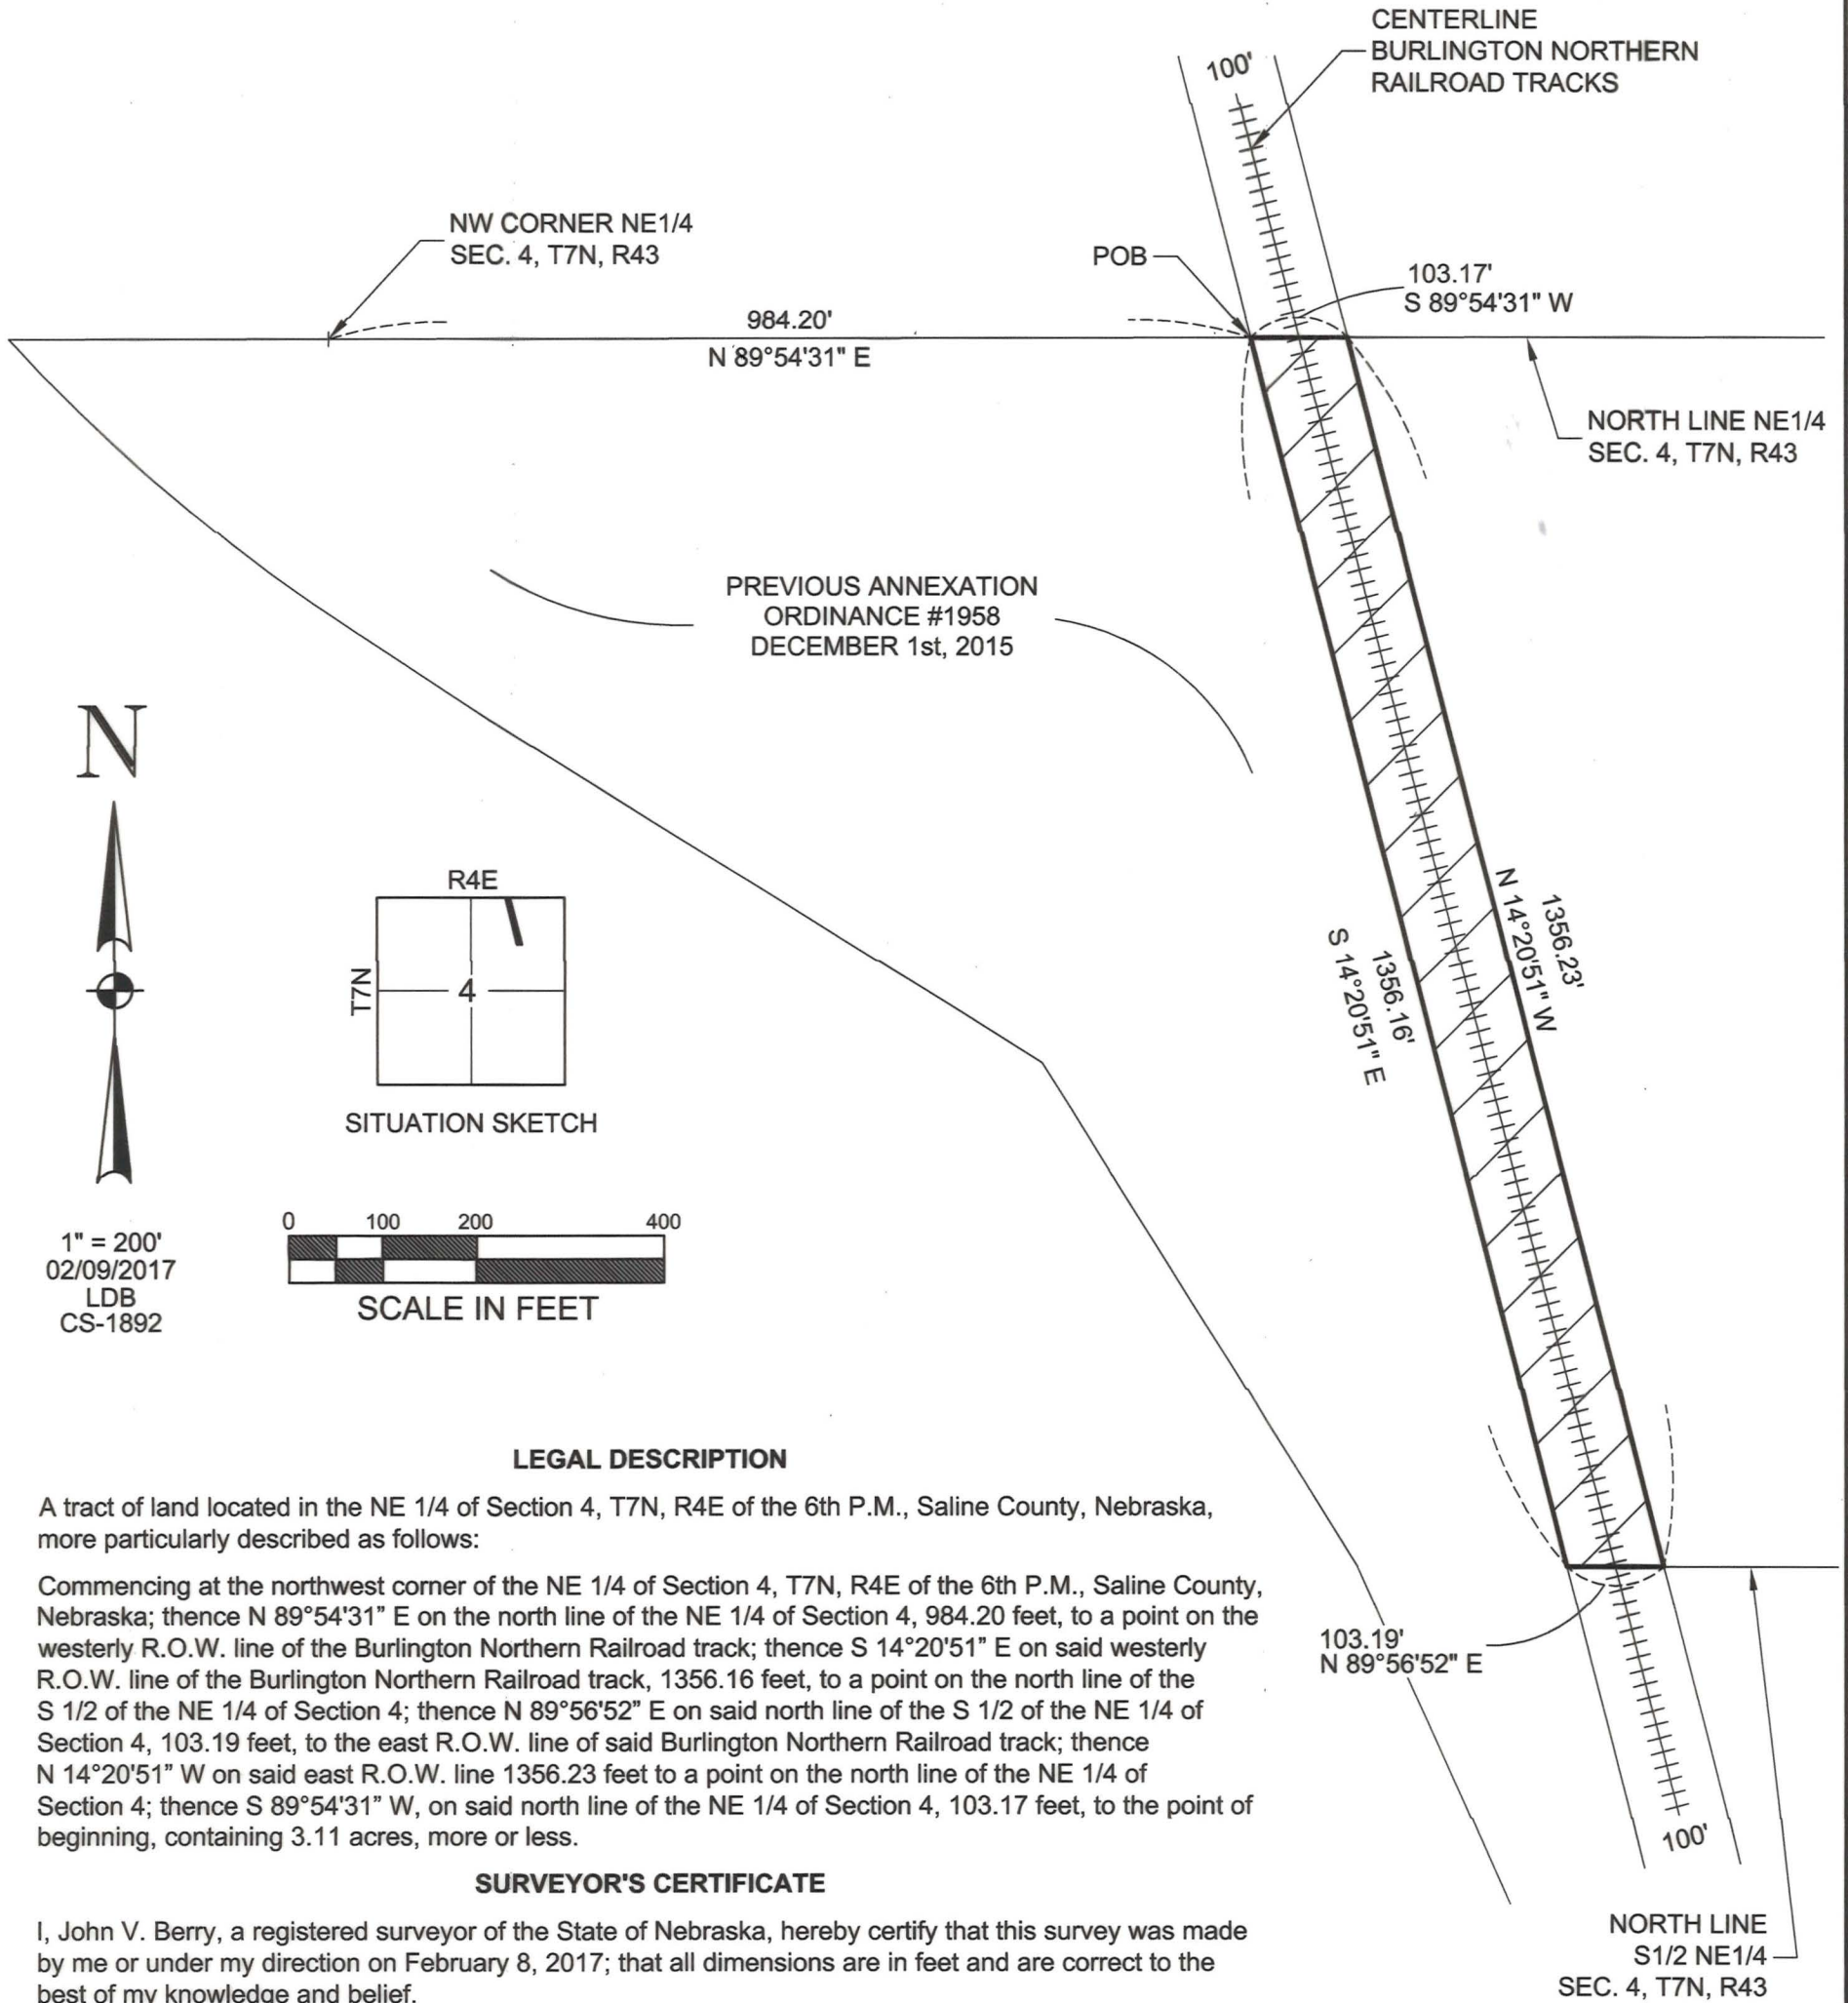 CENTERLINE
BURLINGTON NORTHERN
RAILROAD TRACKS
100'
NW CORNER NE1/4
SEC. 4, T7N, R43
POB
103.17'
S 89°54'31" W
984.20'
N 89°54'31" E
NORTH LINE NE1/4
SEC. 4, T7N, R43
PREVIOUS ANNEXATION
ORDINANCE #1958
DECEMBER 1st, 2015
N
R4E
T7N
4
SITUATION SKETCH
1356.23'
N 14°20'51" W
1356.16'
S 14°20'51" E
0 100 200 400
SCALE IN FEET
1" = 200'
02/09/2017
LDB
CS-1892
LEGAL DESCRIPTION
A tract of land located in the NE 1/4 of Section 4, T7N, R4E of the 6th P.M., Saline County, Nebraska,
more particularly described as follows:
Commencing at the northwest corner of the NE 1/4 of Section 4, T7N, R4E of the 6th P.M., Saline County,
Nebraska; thence N 89°54'31” E on the north line of the NE 1/4 of Section 4, 984.20 feet, to a point on the
westerly R.O.W. line of the Burlington Northern Railroad track; thence S 14°20'51” E on said westerly
R.O.W. line of the Burlington Northern Railroad track, 1356.16 feet, to a point on the north line of the
S 1/2 of the NE 1/4 of Section 4; thence N 89°56'52” E on said north line of the S 1/2 of the NE 1/4 of
Section 4, 103.19 feet, to the east R.O.W. line of said Burlington Northern Railroad track; thence
N 14°20'51” W on said east R.O.W. line 1356.23 feet to a point on the north line of the NE 1/4 of
Section 4; thence S 89°54'31” W, on said north line of the NE 1/4 of Section 4, 103.17 feet, to the point of
beginning, containing 3.11 acres, more or less.
103.19'
N 89°56'52" E
100'
SURVEYOR'S CERTIFICATE
I, John V. Berry, a registered surveyor of the State of Nebraska, hereby certify that this survey was made
by me or under my direction on February 8, 2017; that all dimensions are in feet and are correct to the
best of my knowledge and belief.
NORTH LINE
S1/2 NE1/4
SEC. 4, T7N, R43